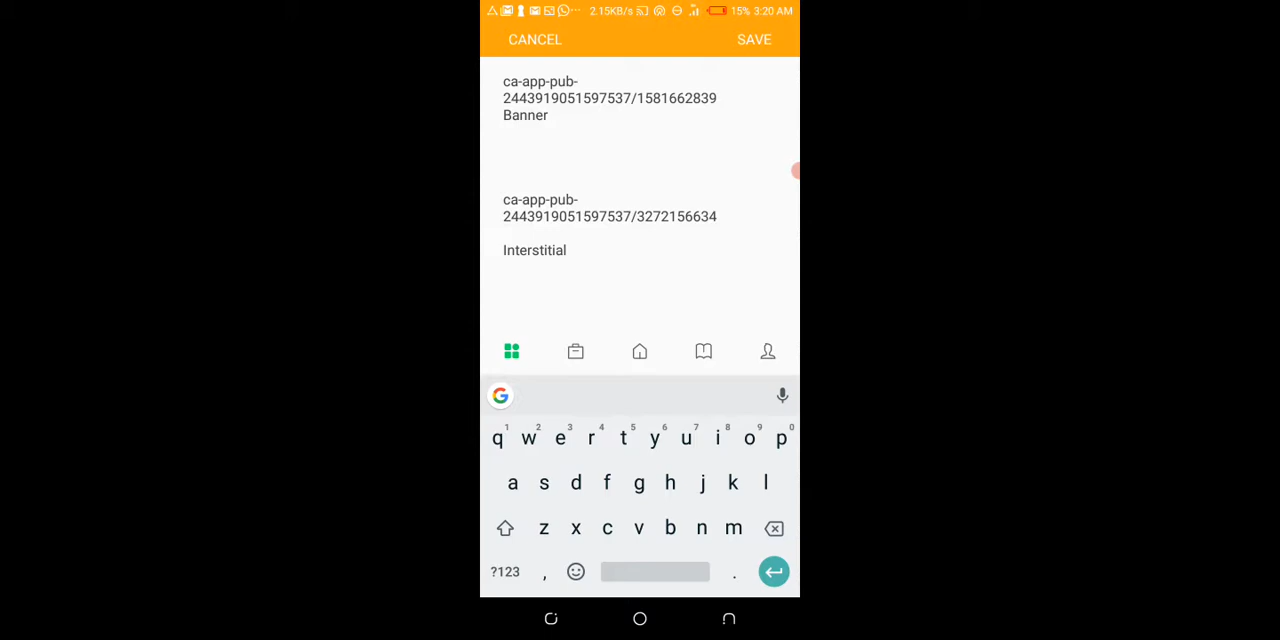 2.15KB/s 15% 3:20 AM
CANCEL SAVE
ca-app-pub-
2443919051597537/1581662839
Banner
ca-app-pub-
2443919051597537/3272156634
Interstitial
G
1 2 3 4 5 6 7 8 9 0
q w e r t y u i o p
a s d f g h j k l
z x c v b n m
?123 , .